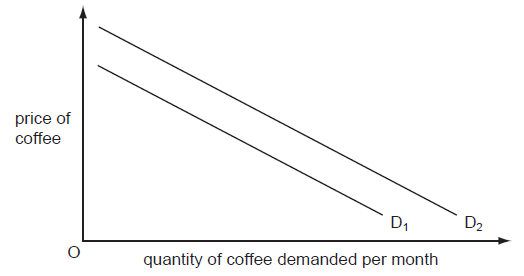 price of
coffee
D₁
D₂
O
quantity of coffee demanded per month